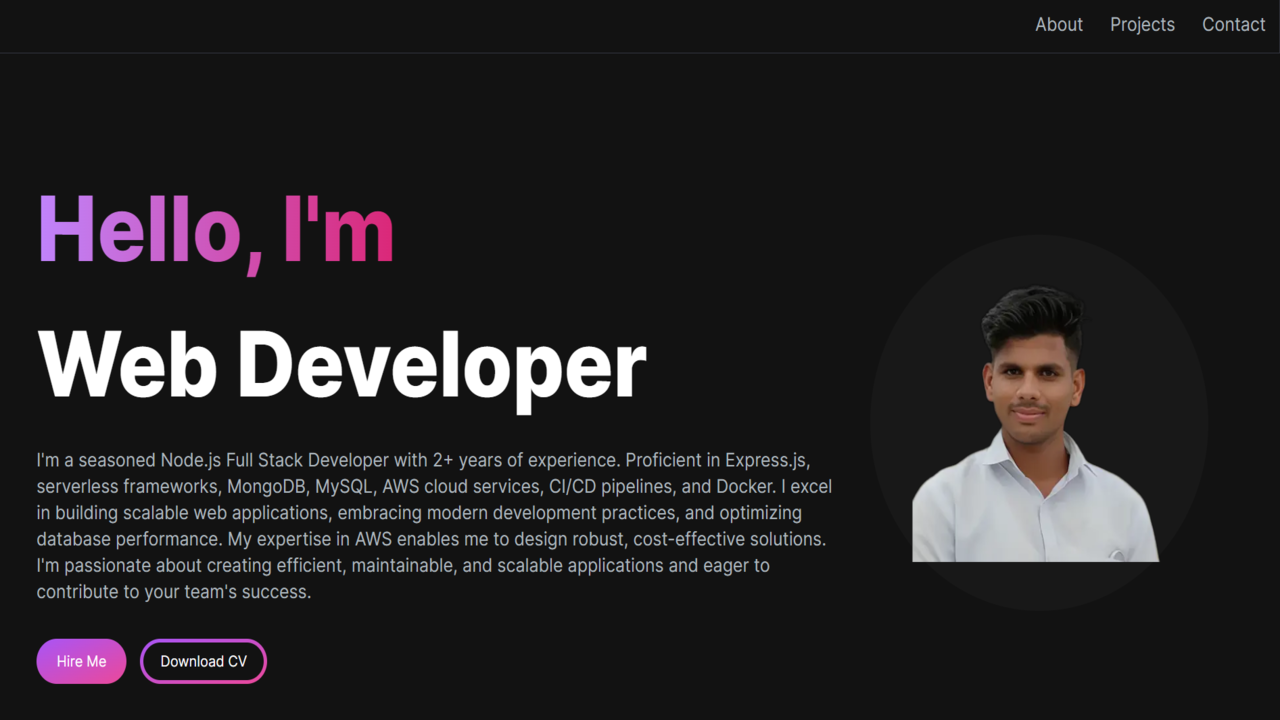 About Projects Contact
Hello, I'm
Web Developer
I'm a seasoned Node.js Full Stack Developer with 2+ years of experience. Proficient in Express.js,
serverless frameworks, MongoDB, MySQL, AWS cloud services, CI/CD pipelines, and Docker. I excel
in building scalable web applications, embracing modern development practices, and optimizing
database performance. My expertise in AWS enables me to design robust, cost-effective solutions.
I'm passionate about creating efficient, maintainable, and scalable applications and eager to
contribute to your team's success.
Hire Me Download CV